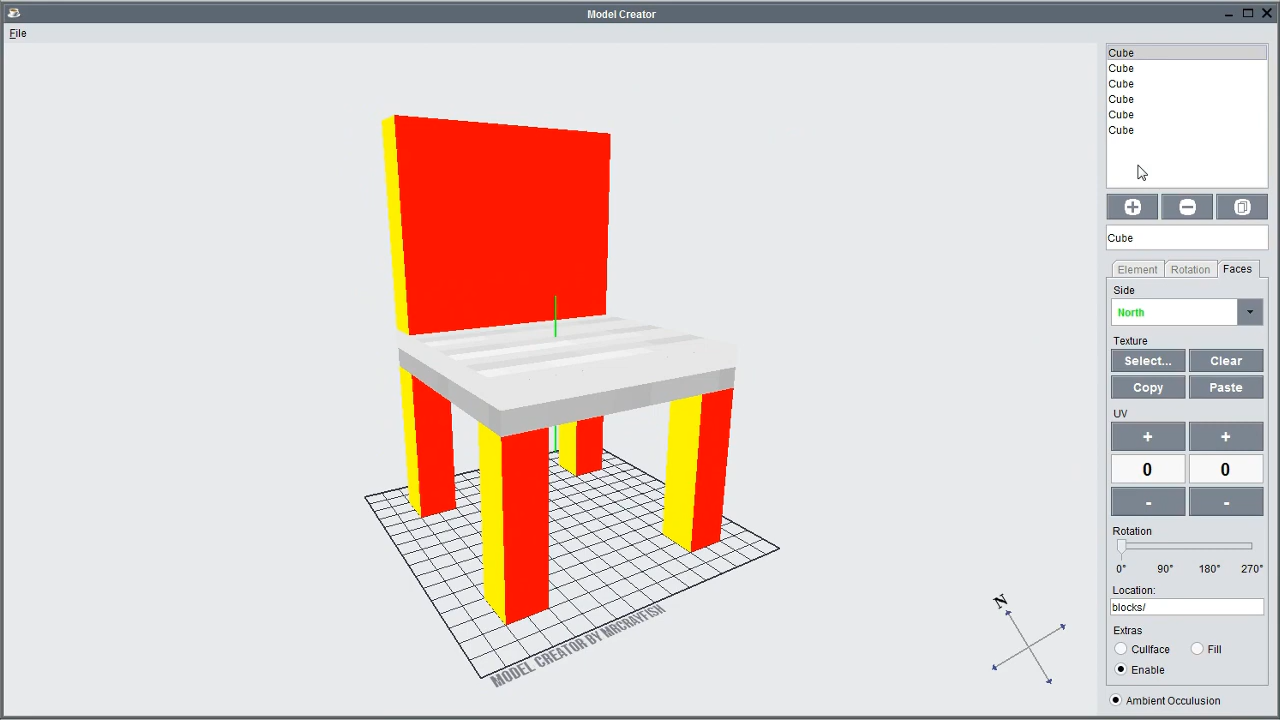 Model Creator
File
Cube
Cube
Cube
Cube
Cube
Cube
Cube
Element Rotation Faces
Side
North
Texture
Select... Clear
Copy Paste
UV
+ +
0 0
- -
Rotation
0° 90° 180° 270°
Location:
blocks/
Extras
Cullface Fill
Enable
Ambient Occulusion
N
MODEL CREATOR BY MRCRAYFISH